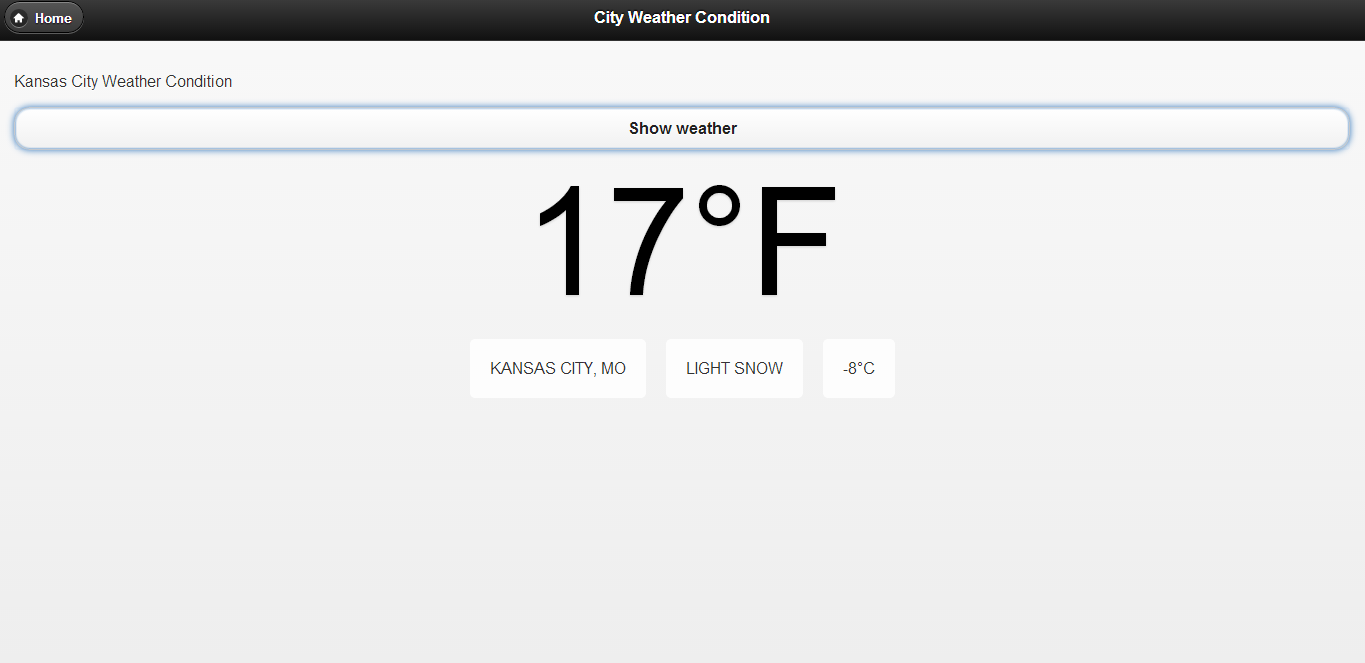 Home
City Weather Condition
Kansas City Weather Condition
Show weather
17°F
KANSAS CITY, MO
LIGHT SNOW
-8°C